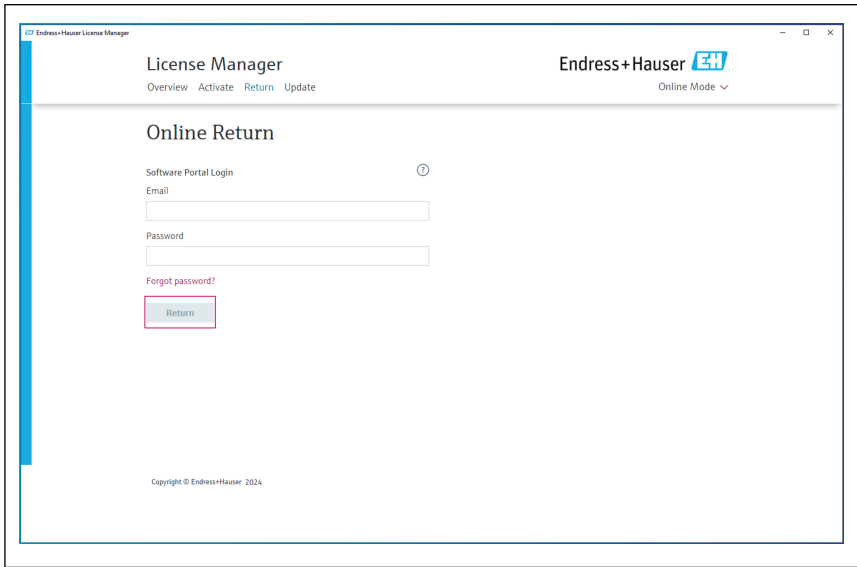 Endress+Hauser License Manager
License Manager
Endress+Hauser EH
Overview Activate Return Update
Online Mode
Online Return
Software Portal Login ?
Email
Password
Forgot password?
Return
Copyright © Endress+Hauser 2024